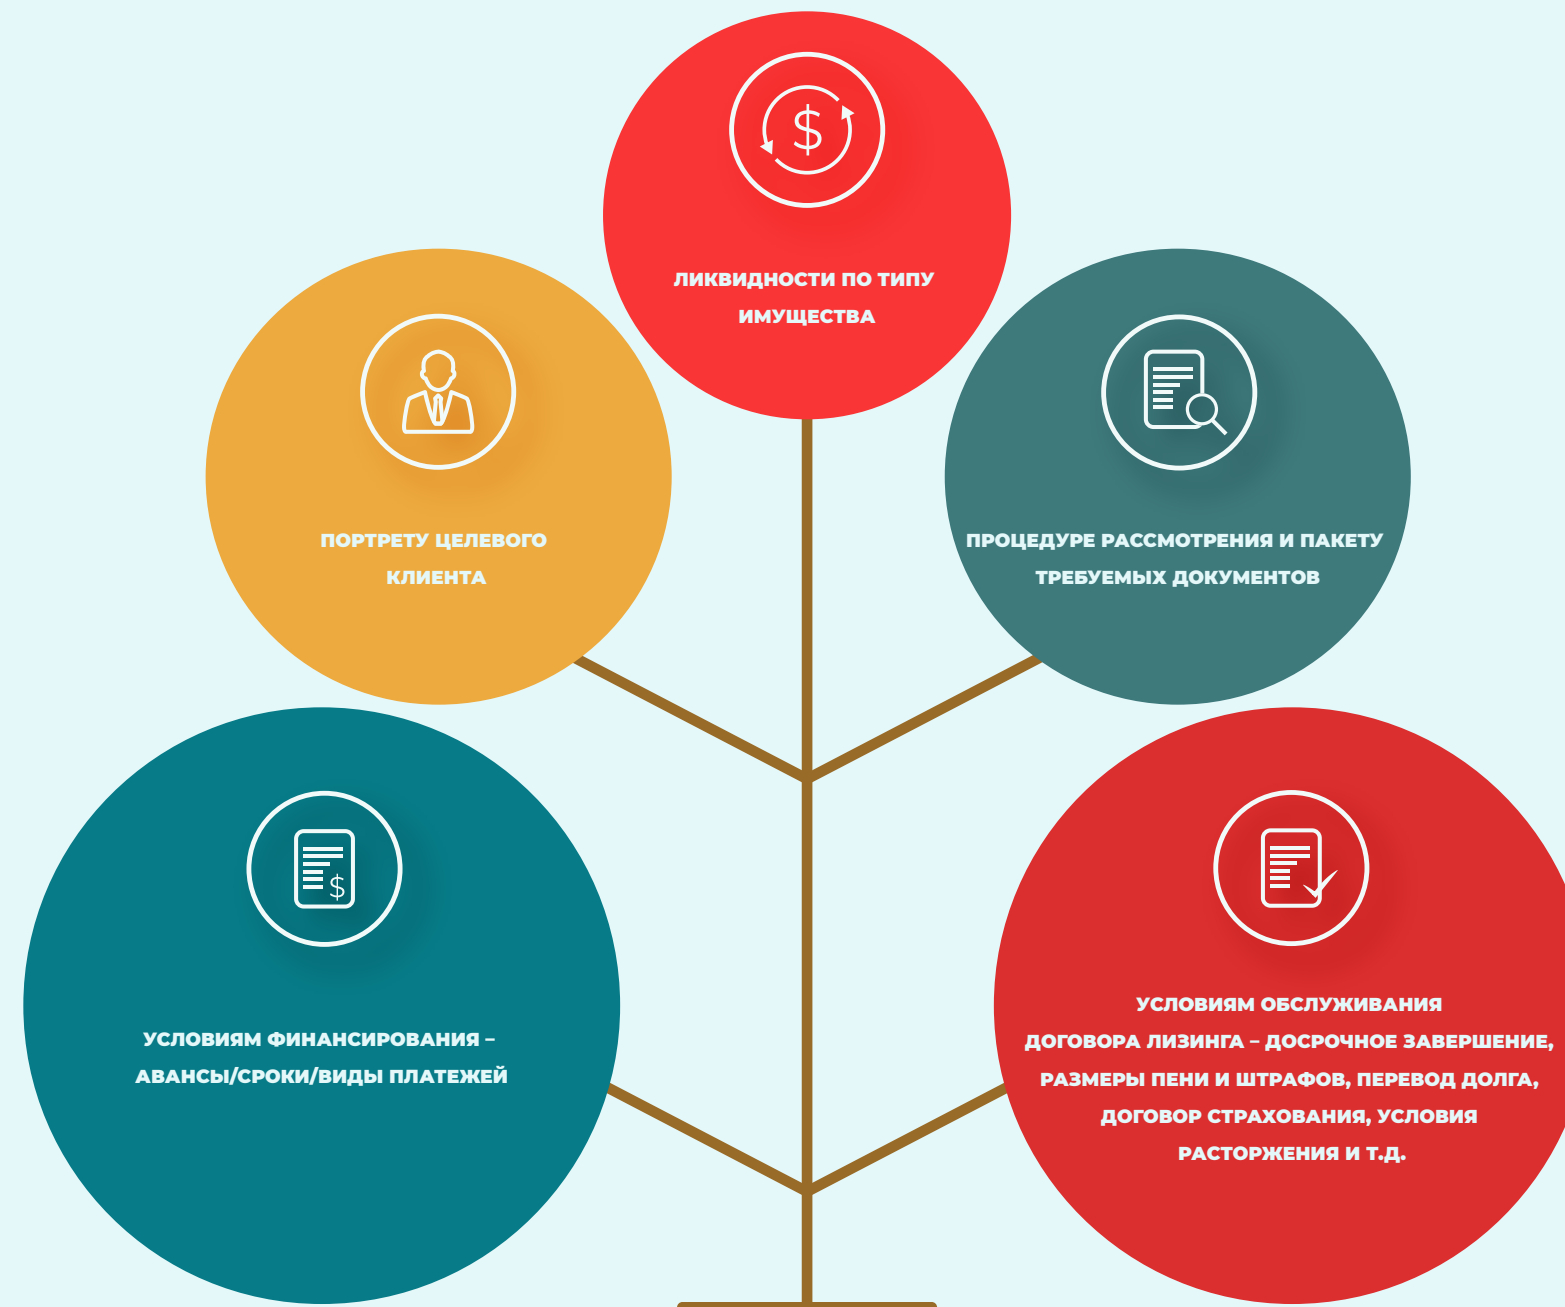 ЛИКВИДНОСТИ ПО ТИПУ
ИМУЩЕСТВА
ПОРТРЕТУ ЦЕЛЕВОГО
КЛИЕНТА
ПРОЦЕДУРЕ РАССМОТРЕНИЯ И ПАКЕТУ
ТРЕБУЕМЫХ ДОКУМЕНТОВ
УСЛОВИЯМ ФИНАНСИРОВАНИЯ –
АВАНСЫ/СРОКИ/ВИДЫ ПЛАТЕЖЕЙ
УСЛОВИЯМ ОБСЛУЖИВАНИЯ
ДОГОВОРА ЛИЗИНГА – ДОСРОЧНОЕ ЗАВЕРШЕНИЕ,
РАЗМЕРЫ ПЕНИ И ШТРАФОВ, ПЕРЕВОД ДОЛГА,
ДОГОВОР СТРАХОВАНИЯ, УСЛОВИЯ
РАСТОРЖЕНИЯ И Т.Д.